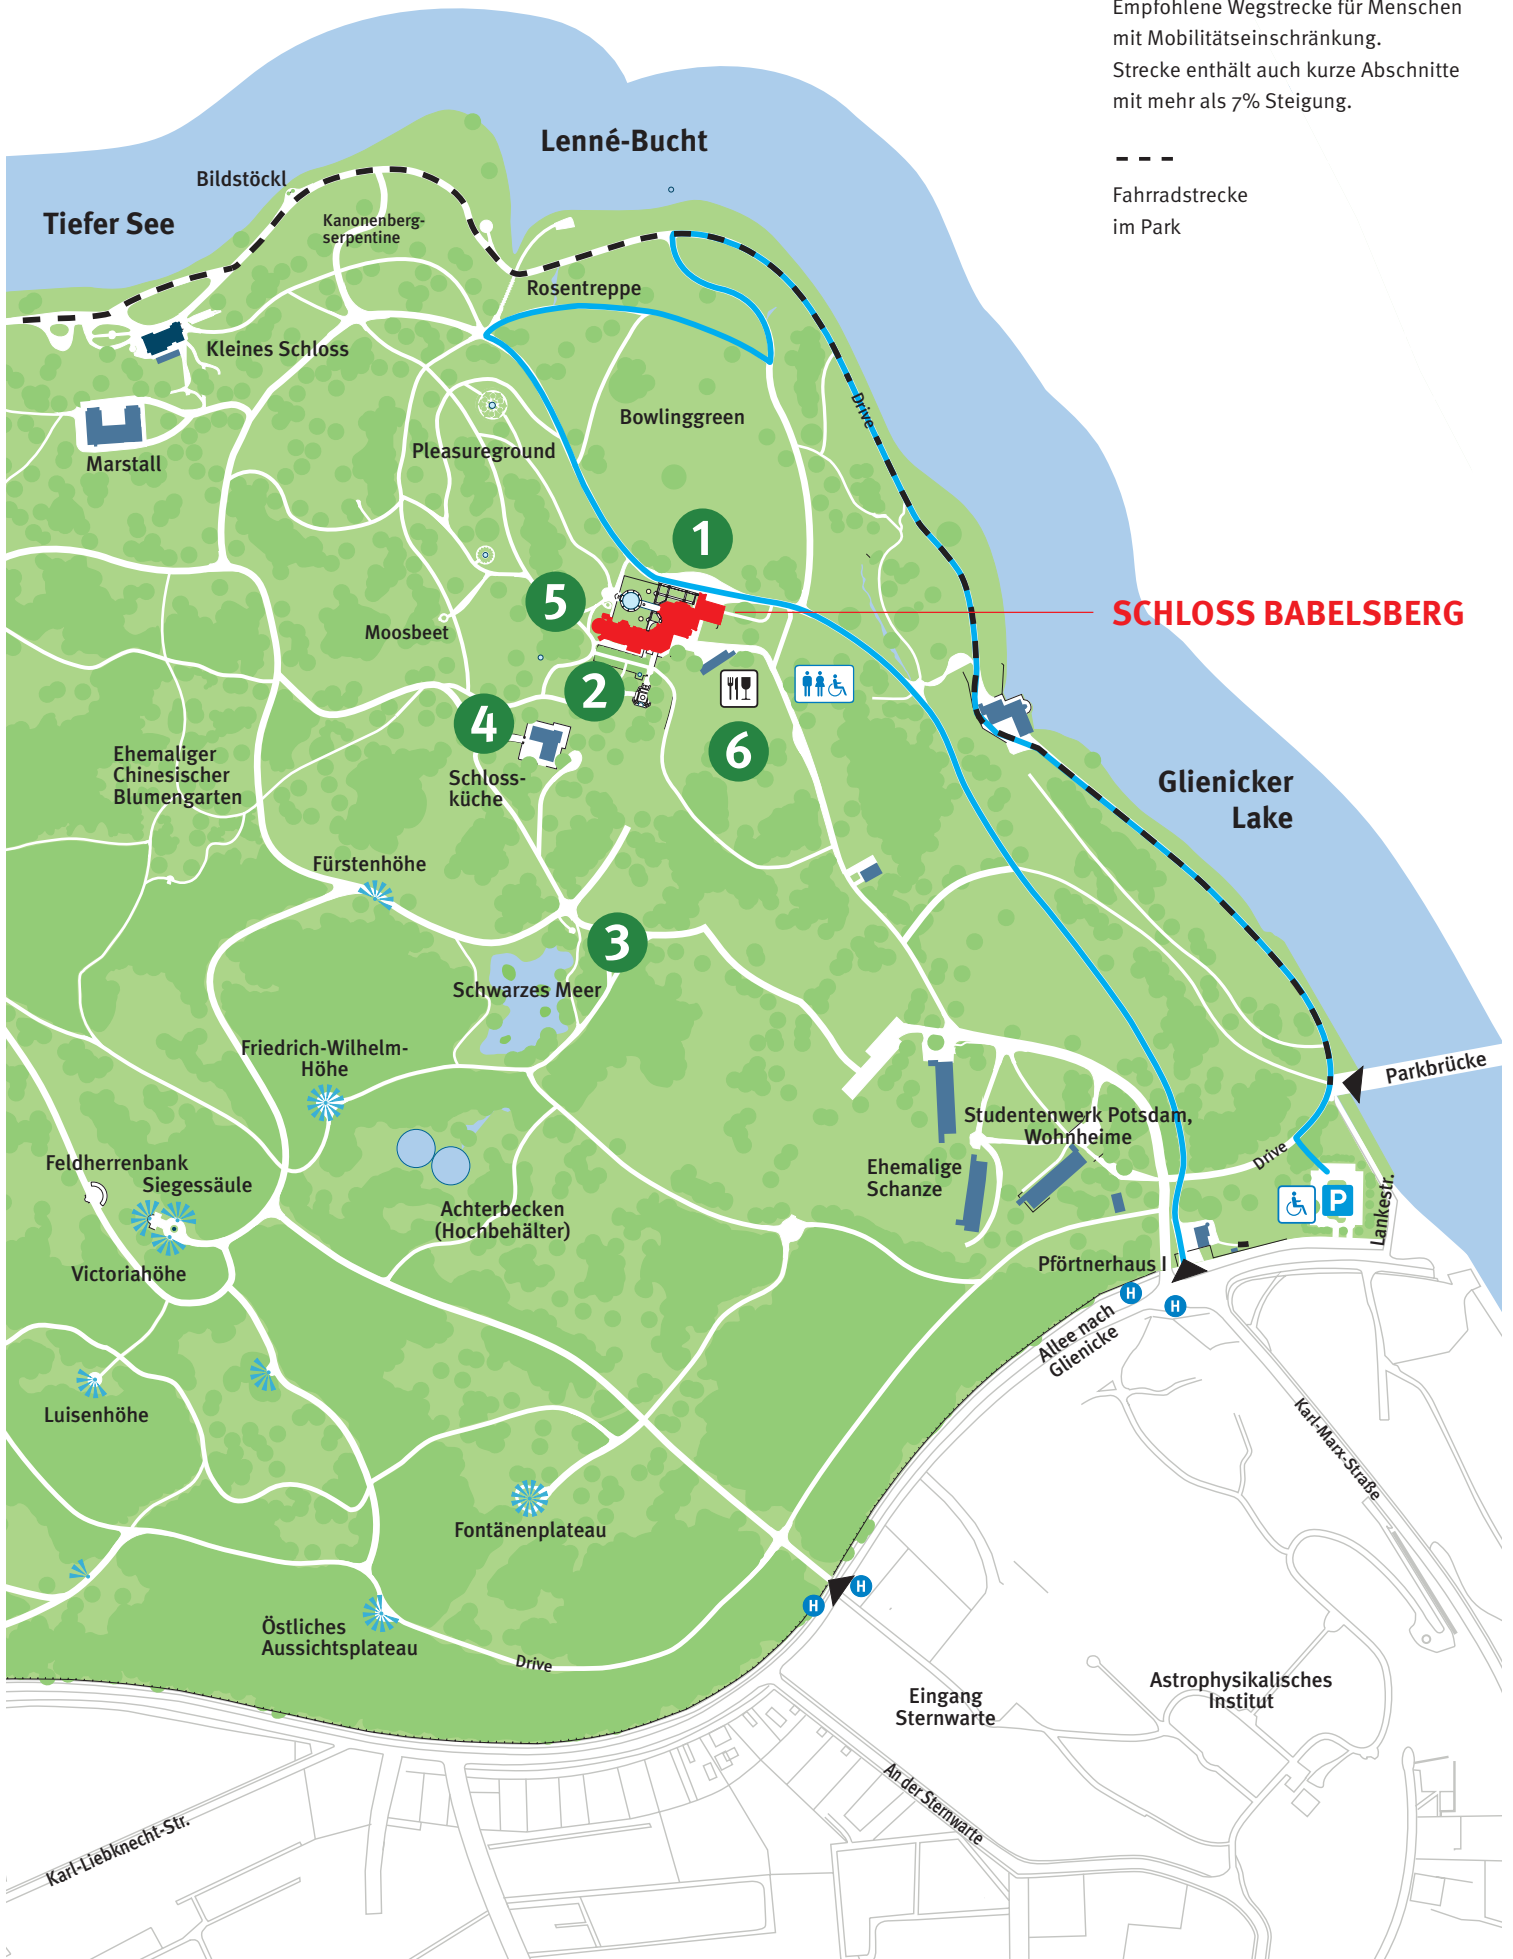 Empfohlene Wegstrecke für Menschen
mit Mobilitätseinschränkung.
Strecke enthält auch kurze Abschnitte
mit mehr als 7% Steigung.
Fahrradstrecke
im Park
Lenné-Bucht
Bildstöckl
Tiefer See
Kanonenberg-
serpentine
Rosentreppe
Kleines Schloss
Drive
Bowlinggreen
Pleasureground
Marstall
1
5
SCHLOSS BABELSBERG
Moosbeet
2
4
6
Ehemaliger
Chinesischer
Blumengarten
Schloss-
küche
Glienicker
Lake
Fürstenhöhe
3
Schwarzes Meer
Friedrich-Wilhelm-
Höhe
Parkbrücke
Studentenwerk Potsdam,
Wohnheime
Drive
Ehemalige
Schanze
Feldherrenbank
Siegessäule
P
Lankestr.
Achterbecken
(Hochbehälter)
Victoriahöhe
Pförtnerhaus I
H
H
Allee nach
Glienicke
Luisenhöhe
Karl-Marx-Straße
Fontänenplateau
H
H
Östliches
Aussichtsplateau
Drive
Eingang
Sternwarte
Astrophysikalisches
Institut
An der Sternwarte
Karl-Liebknecht-Str.